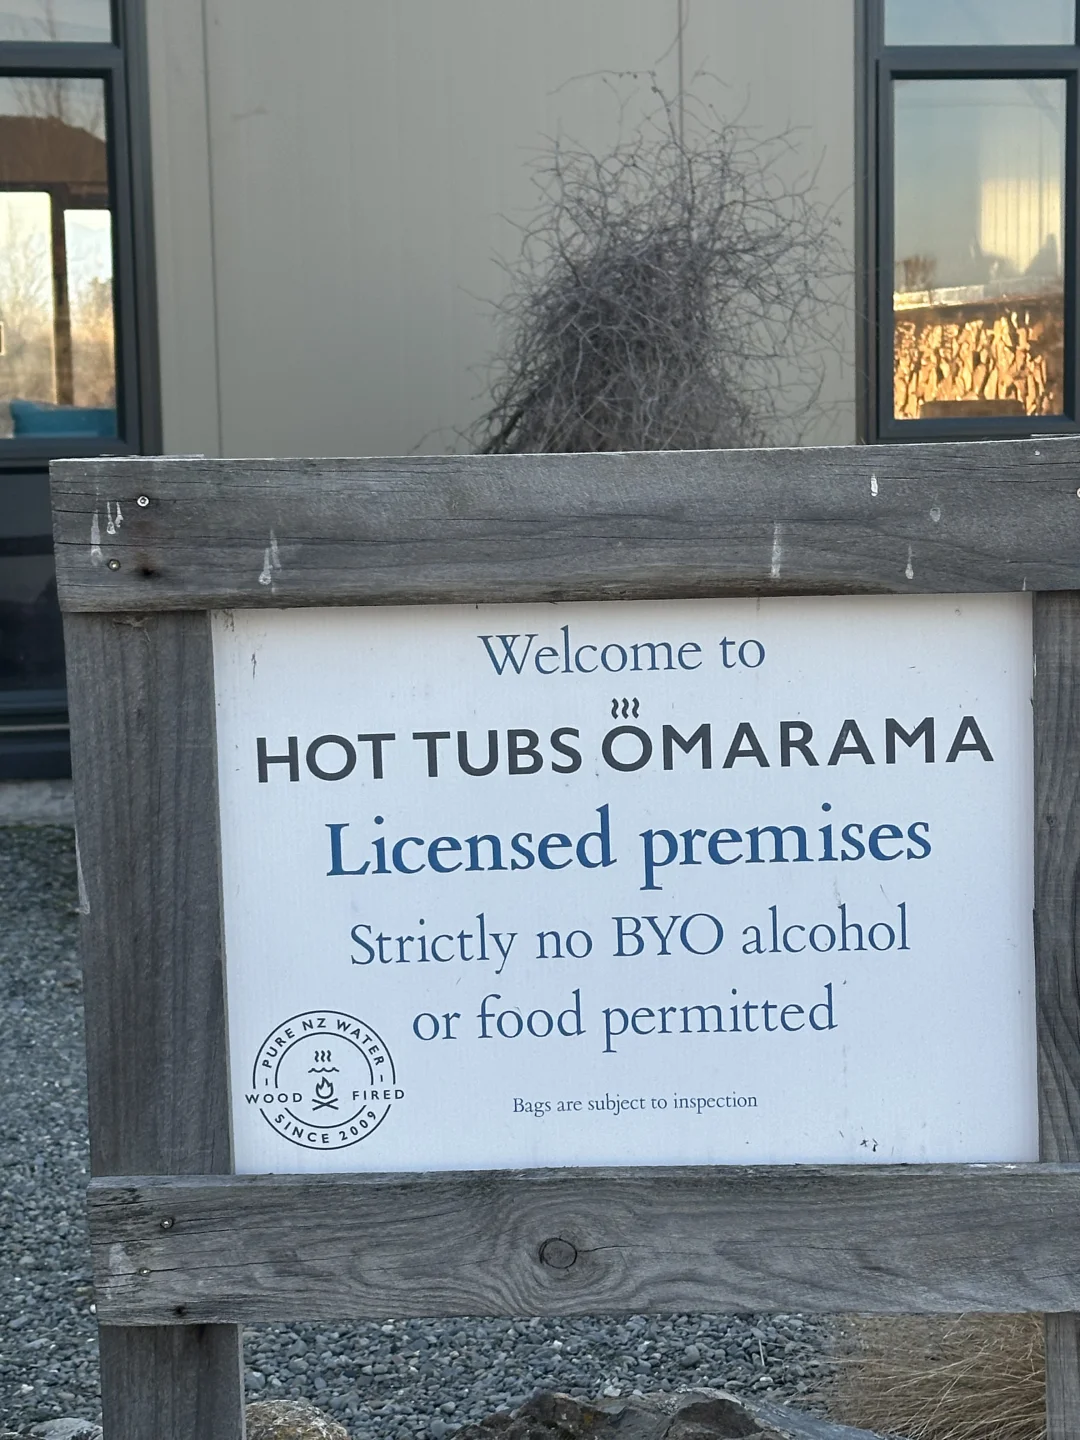 Welcome to
HOT TUBS OMARAMA
Licensed premises
Strictly no BYO alcohol
or food permitted
PURE NZ WATER
WOOD FIRED
SINCE 2009
Bags are subject to inspection